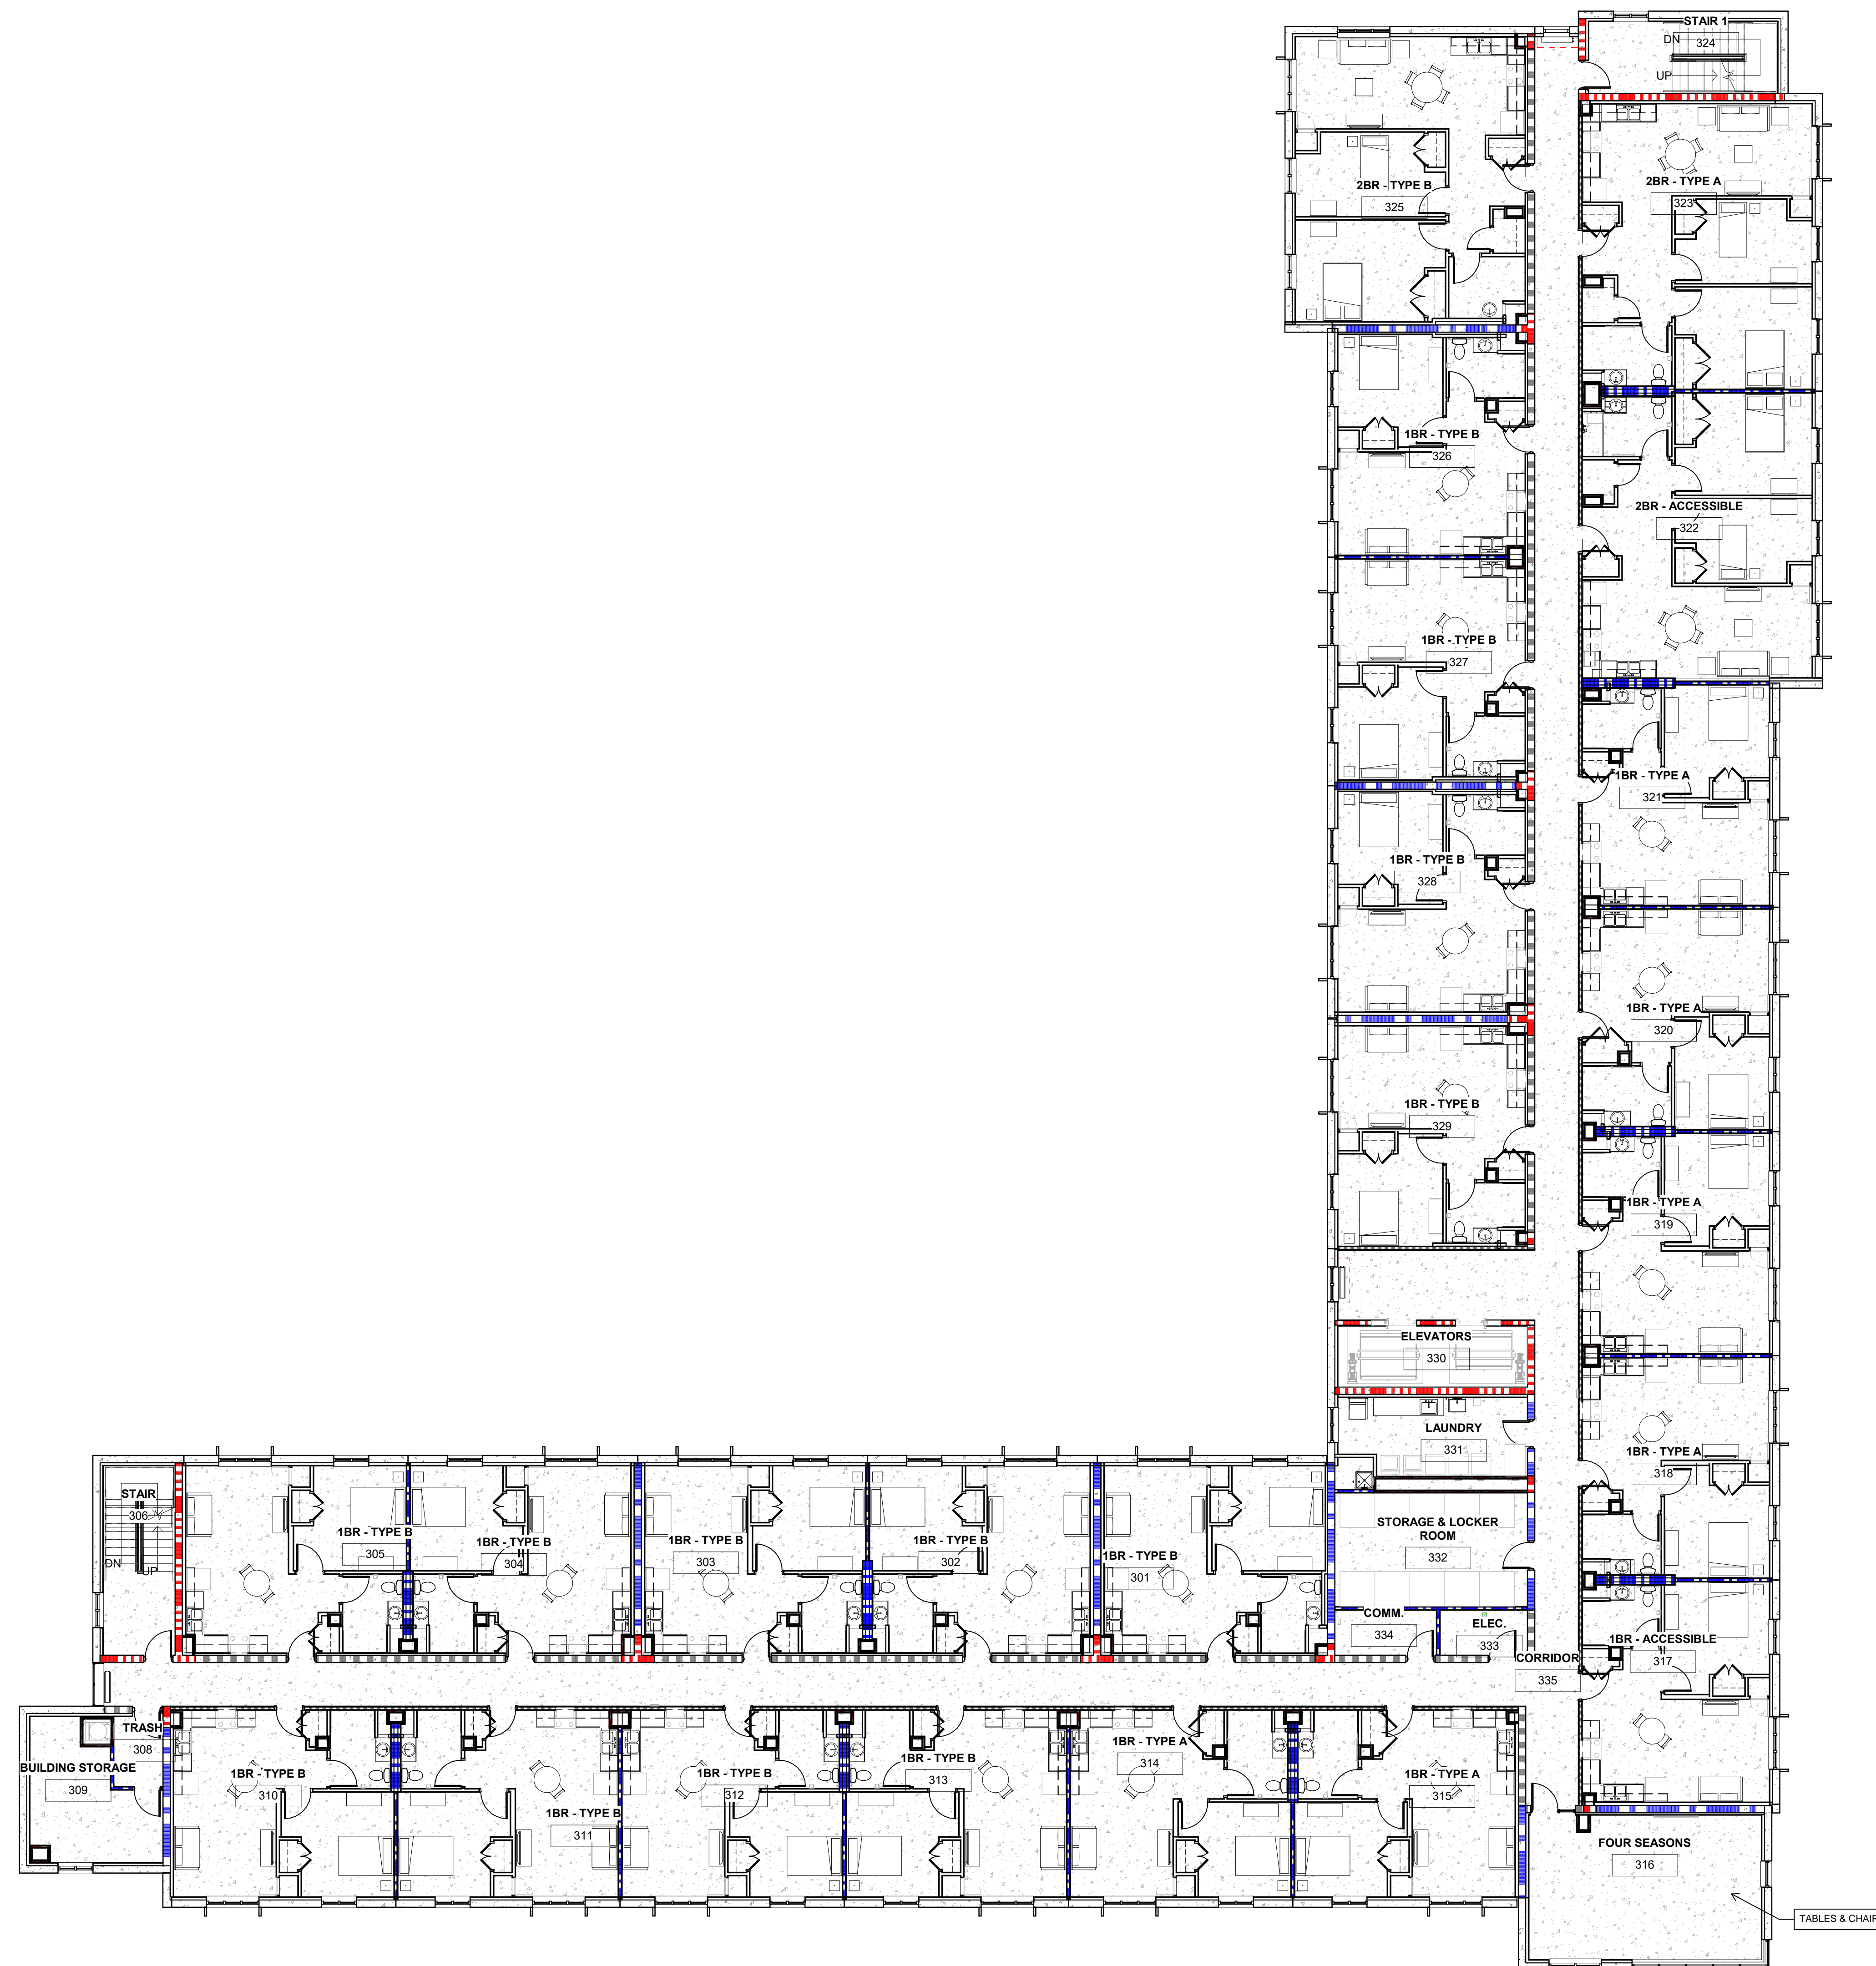 STAIR 1
DN
324
UP
2BR - TYPE B
325
2BR - TYPE A
323
1BR - TYPE B
326
2BR - ACCESSIBLE
322
1BR - TYPE B
327
1BR - TYPE A
321
1BR - TYPE B
328
1BR - TYPE A
320
1BR - TYPE B
329
1BR - TYPE A
319
ELEVATORS
330
LAUNDRY
331
1BR - TYPE A
318
STAIR
306
DN
UP
1BR - TYPE B
305
1BR - TYPE B
304
1BR - TYPE B
303
1BR - TYPE B
302
1BR - TYPE B
301
STORAGE & LOCKER
ROOM
332
COMM.
334
ELEC.
333
CORRIDOR
335
1BR - ACCESSIBLE
317
TRASH
308
BUILDING STORAGE
309
1BR - TYPE B
310
1BR - TYPE B
311
1BR - TYPE B
312
1BR - TYPE B
313
1BR - TYPE A
314
1BR - TYPE A
315
FOUR SEASONS
316
TABLES & CHAIR